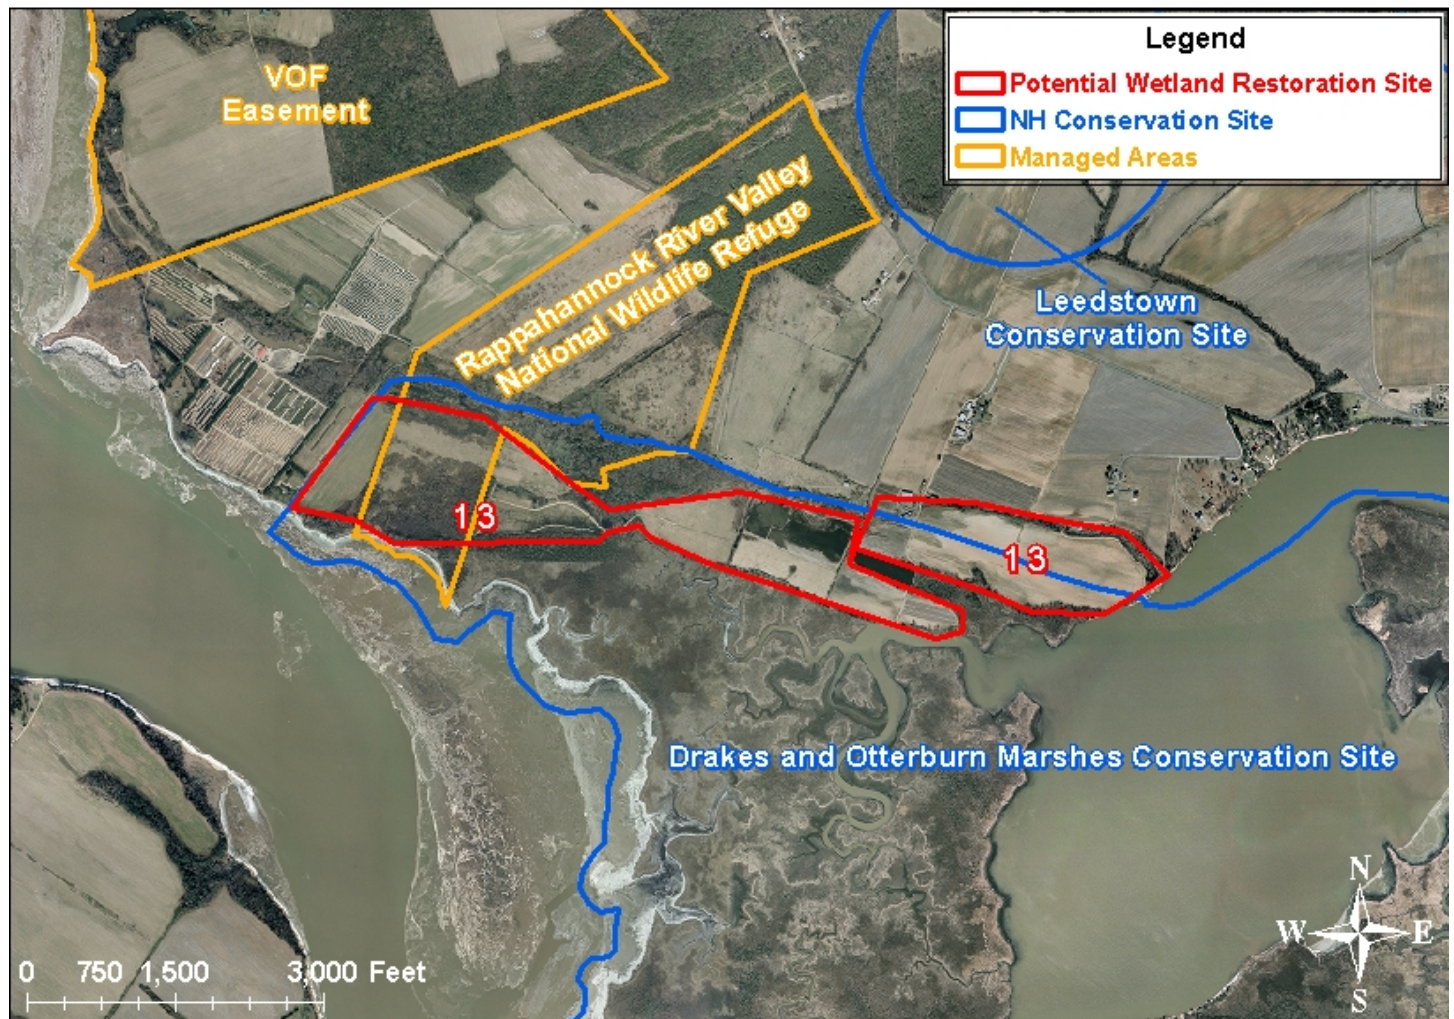 Legend
Potential Wetland Restoration Site
NH Conservation Site
Managed Areas
VOF
Easement
Rappahannock River Valley
National Wildlife Refuge
Leedstown
Conservation Site
13
13
Drakes and Otterburn Marshes Conservation Site
N
W E
S
0 750 1,500 3,000 Feet